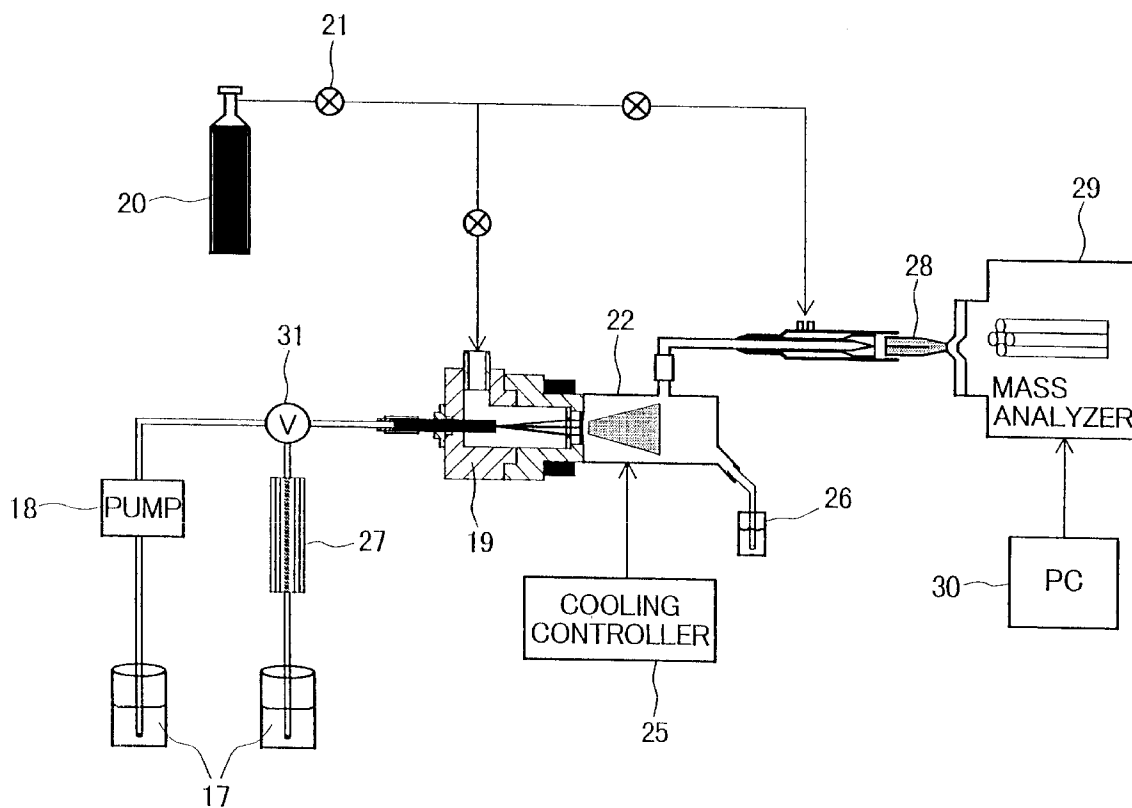 21
20
29
28
22
31
V
MASS
ANALYZER
18
PUMP
27
19
26
COOLING
CONTROLLER
30
PC
25
17